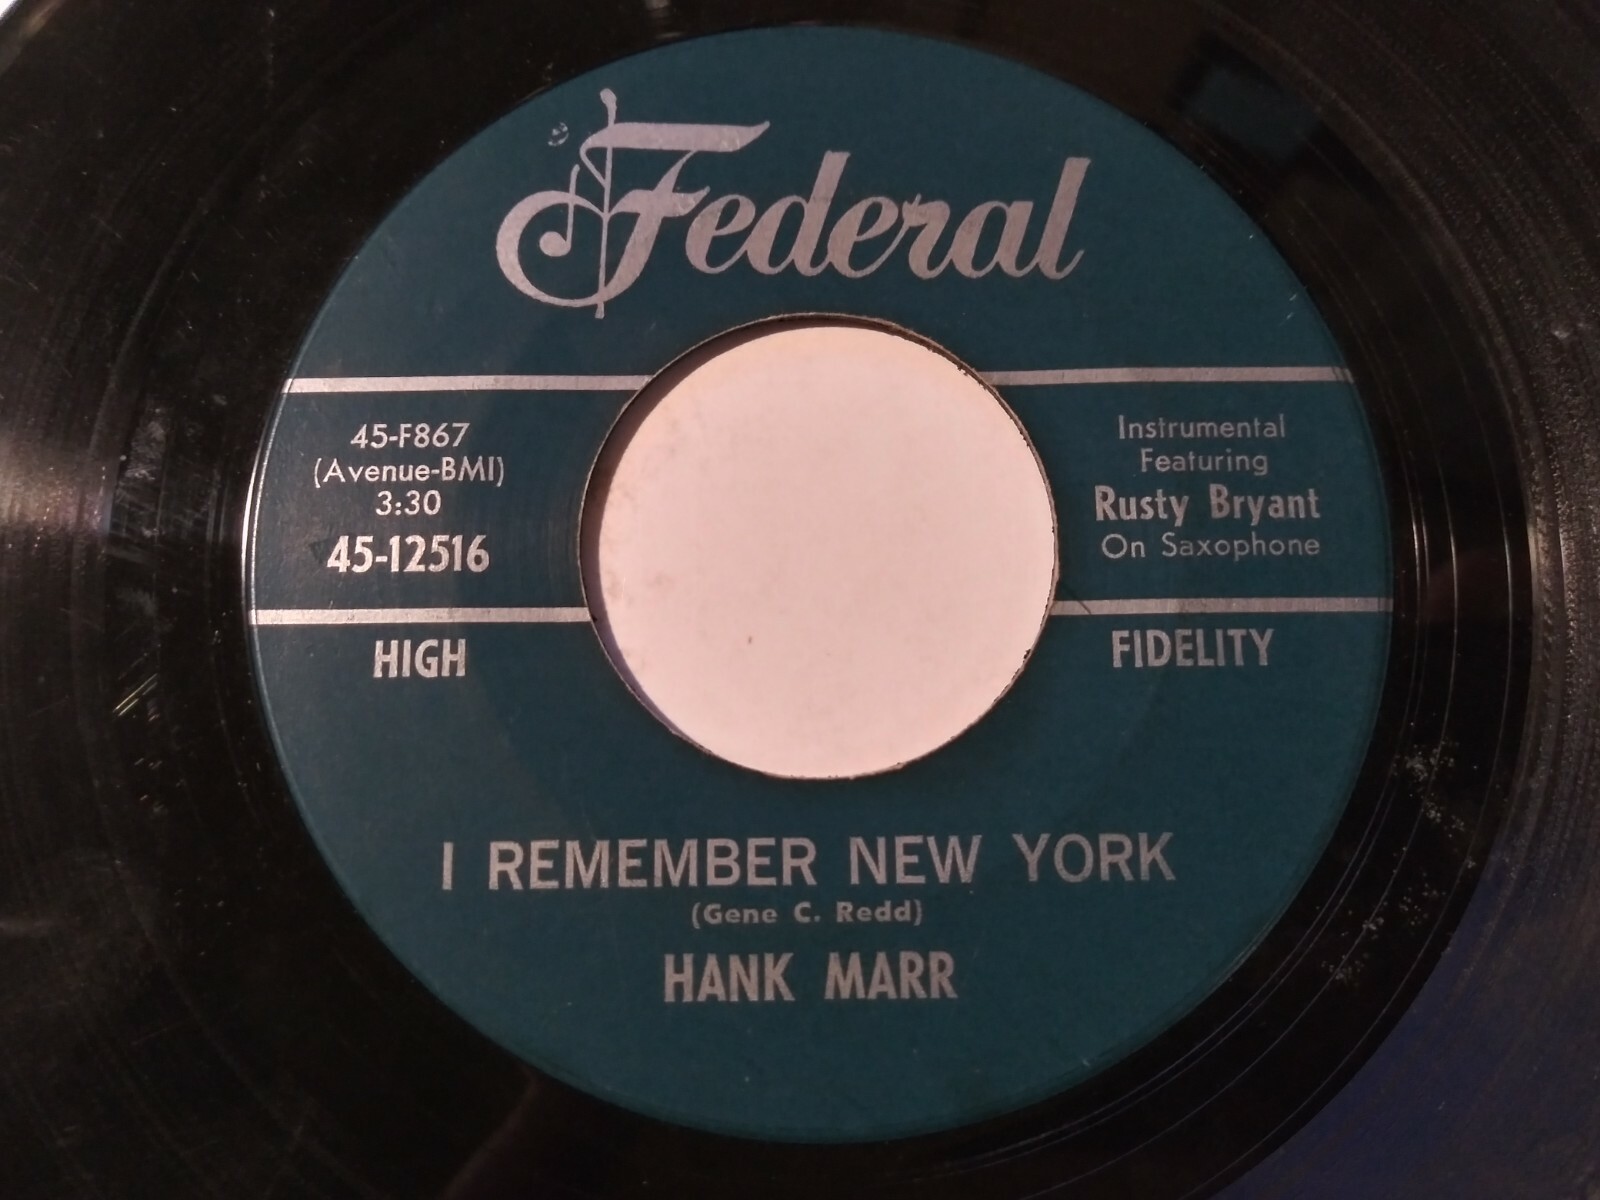 Federal
45-F867
(Avenue-BMI)
3:30
45-12516
Instrumental
Featuring
Rusty Bryant
On Saxophone
HIGH
FIDELITY
I REMEMBER NEW YORK
(Gene C. Redd)
HANK MARR